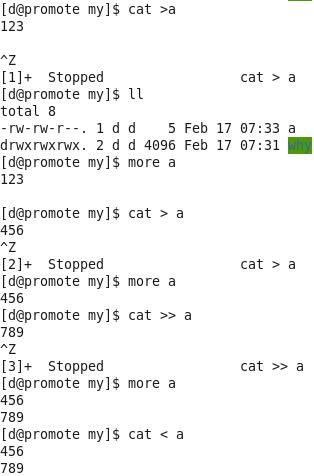 [d@promote my]$ cat >a
123
^Z
[1]+  Stopped                 cat > a
[d@promote my]$ ll
total 8
-rw-rw-r--. 1 d d    5 Feb 17 07:33 a
drwxrwxrwx. 2 d d 4096 Feb 17 07:31 why
[d@promote my]$ more a
123
[d@promote my]$ cat > a
456
^Z
[2]+  Stopped                 cat > a
[d@promote my]$ more a
456
[d@promote my]$ cat >> a
789
^Z
[3]+  Stopped                 cat >> a
[d@promote my]$ more a
456
789
[d@promote my]$ cat < a
456
789